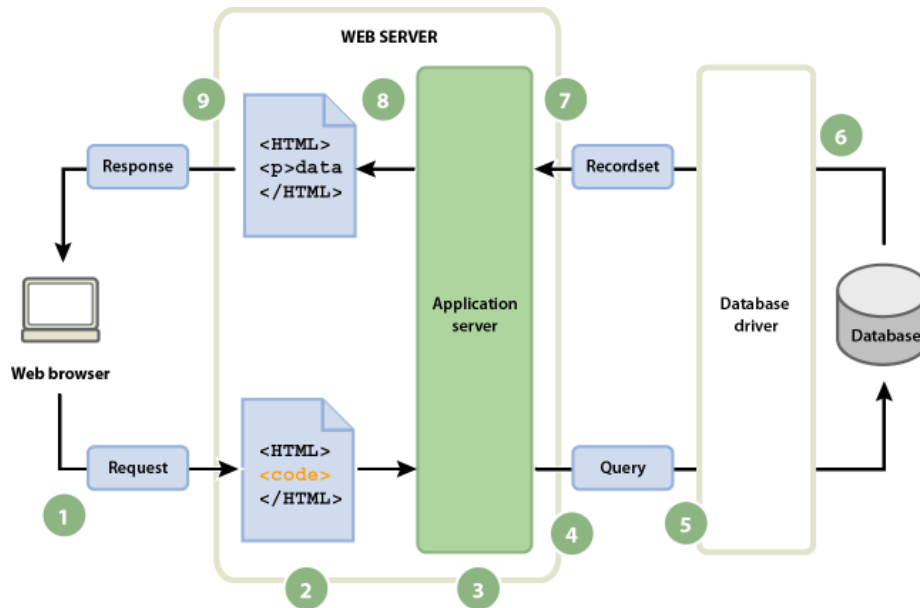 WEB SERVER
9
8
7
6
<HTML>
<p>data
</HTML>
Response
Recordset
Application
server
Database
driver
Database
Web browser
<HTML>
<code>
</HTML>
Request
Query
1
2
3
4
5